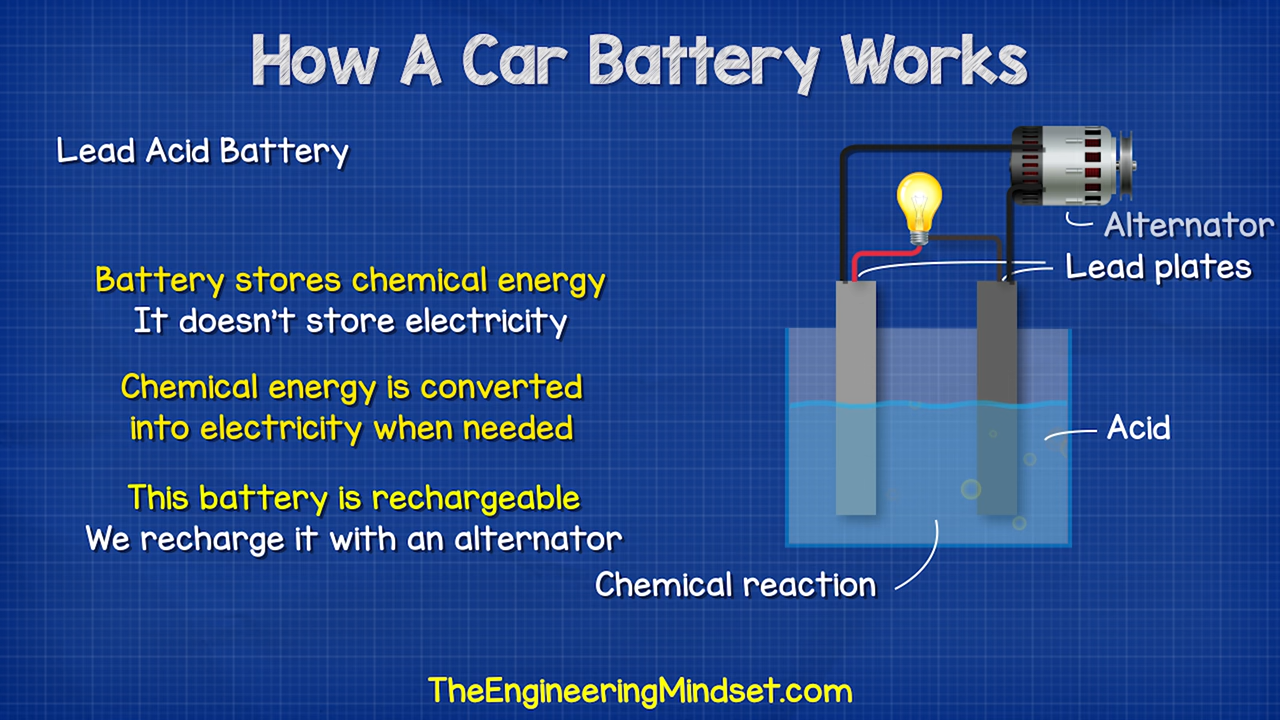 How A Car Battery Works
Lead Acid Battery
Battery stores chemical energy
It doesn't store electricity
Chemical energy is converted
into electricity when needed
This battery is rechargeable
We recharge it with an alternator
Alternator
Lead plates
Acid
Chemical reaction
TheEngineeringMindset.com